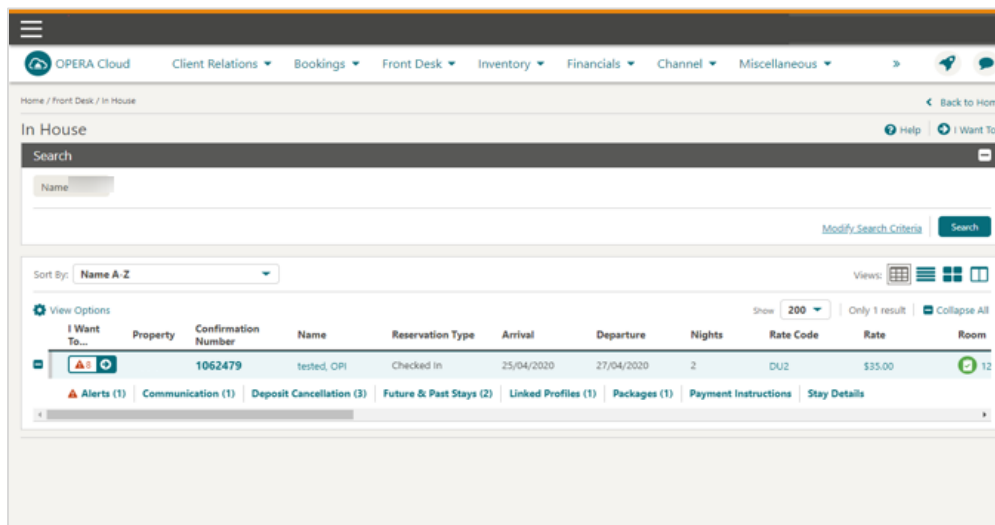 OPERA Cloud Client Relations Bookings Front Desk Inventory Financials Channel Miscellaneous »
Home / Front Desk / In House Back to Hom
In House Help I Want To
Search
Name
Modify Search Criteria Search
Sort By: Name A-Z Views:
View Options Show 200 Only 1 result Collapse All
I Want To... Property Confirmation Number Name Reservation Type Arrival Departure Nights Rate Code Rate Room
8 1062479 tested, OPI Checked In 25/04/2020 27/04/2020 2 DU2 $35.00 12
Alerts (1) Communication (1) Deposit Cancellation (3) Future & Past Stays (2) Linked Profiles (1) Packages (1) Payment Instructions Stay Details